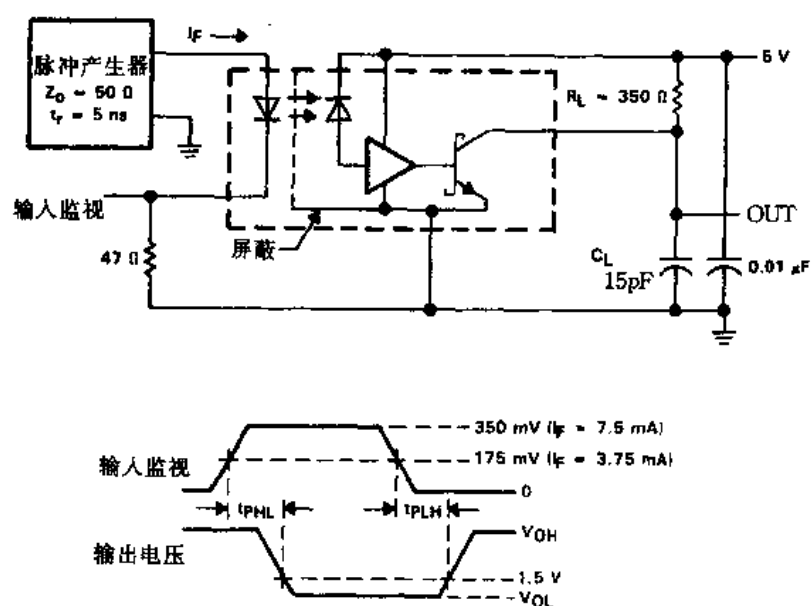 脉冲产生器
Z₀ = 50 Ω
tᵣ = 5 ns
I_F
5 V
R_L = 350 Ω
输入监视
OUT
屏蔽
47 Ω
C_L
15pF
0.01 µF
350 mV (I_F = 7.5 mA)
输入监视
175 mV (I_F = 3.75 mA)
0
t_PHL
t_PLH
V_OH
输出电压
1.5 V
V_OL